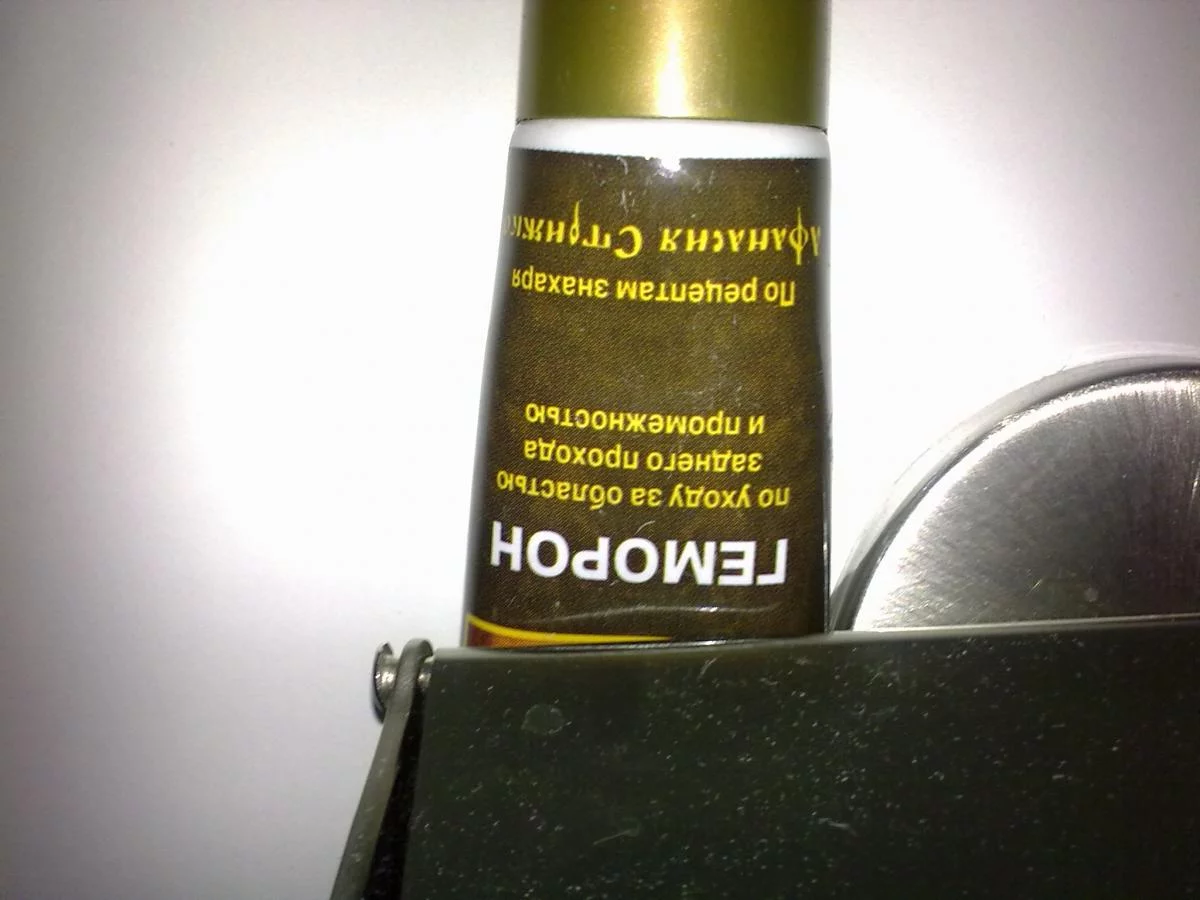 ГЕМОРОН
по уходу за областью
заднего прохода
и промежностью
По рецептам знахаря
Афанасия